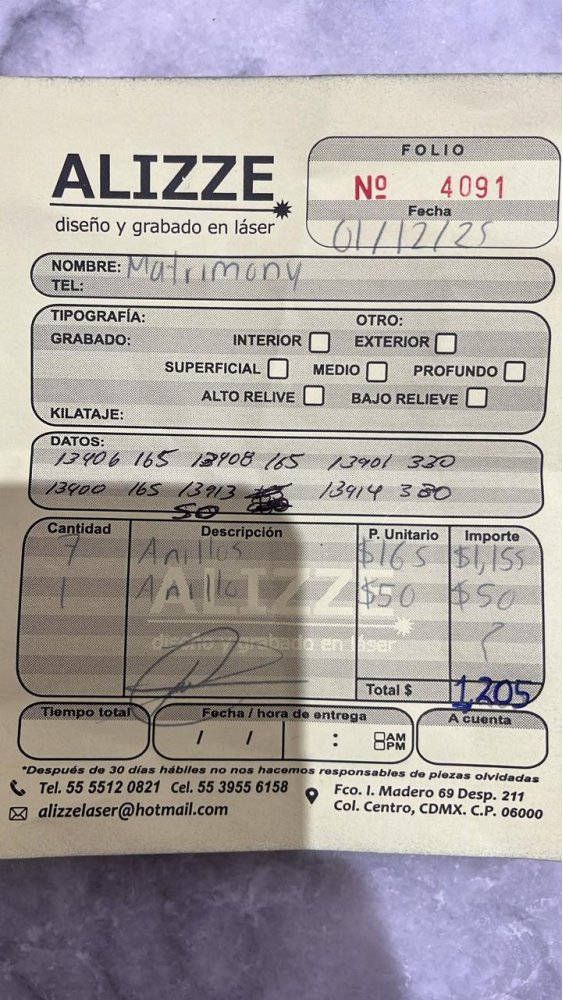 FOLIO
ALIZZE
Nº 4091
diseño y grabado en láser
Fecha
01/12/25
NOMBRE: Matrimony
TEL:
TIPOGRAFÍA: OTRO:
GRABADO: INTERIOR EXTERIOR
SUPERFICIAL MEDIO PROFUNDO
ALTO RELIVE BAJO RELIEVE
KILATAJE:
DATOS:
13406 165 13408 165 13901 330
13400 165 13913 13914 330
50
Cantidad Descripción P. Unitario Importe
7 Anillos $165 $1,155
1 Anillo $50 $50
ALIZZE
diseño y grabado en láser
Total $ 1,205
Tiempo total Fecha / hora de entrega A cuenta
/ / : AM PM
*Después de 30 días hábiles no nos hacemos responsables de piezas olvidadas
Tel. 55 5512 0821 Cel. 55 3955 6158
alizzelaser@hotmail.com
Fco. I. Madero 69 Desp. 211
Col. Centro, CDMX. C.P. 06000